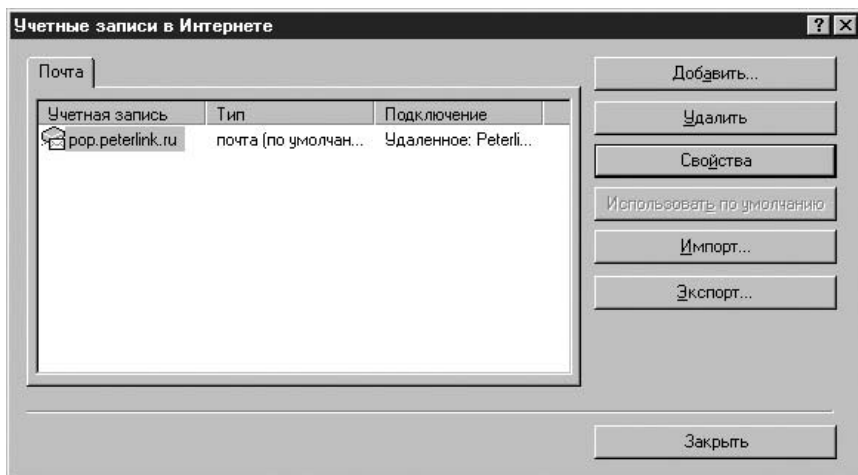 Учетные записи в Интернете
Почта
Учетная запись Тип Подключение
pop.peterlink.ru почта (по умолчан... Удаленное: Peterli...
Добавить...
Удалить
Свойства
Использовать по умолчанию
Импорт...
Экспорт...
Закрыть